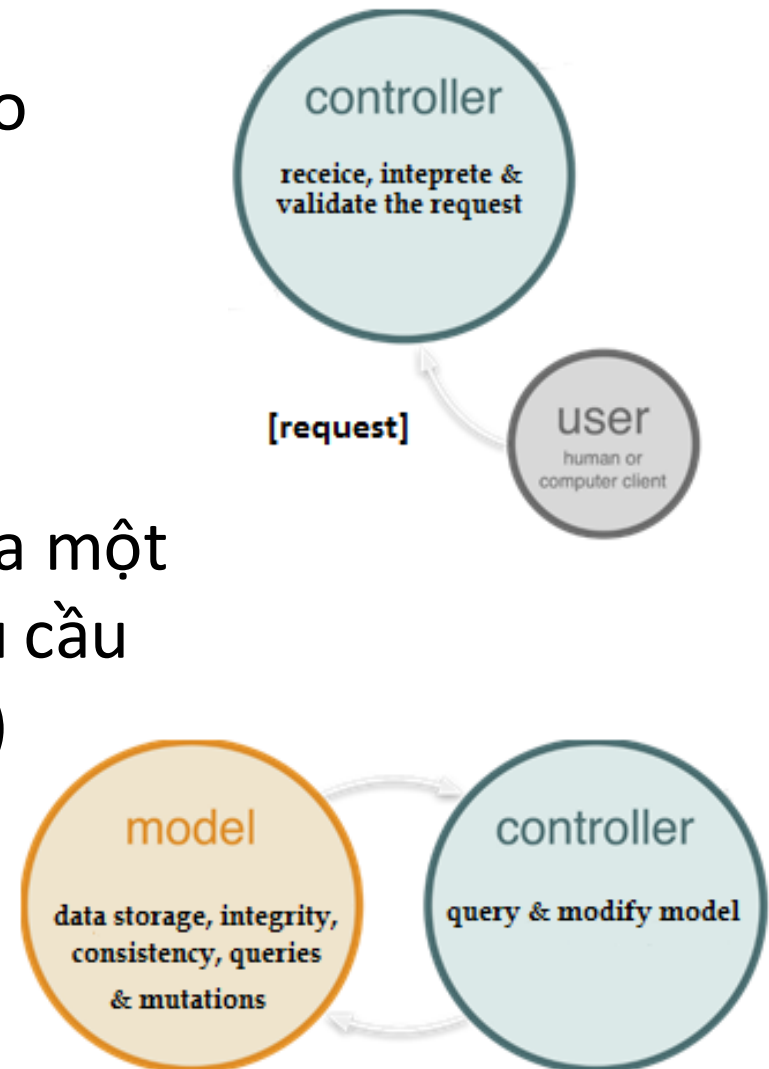 controller
receice, inteprete &
validate the request
[request]
user
human or
computer client
a một
cầu
)
model
data storage, integrity,
consistency, queries
& mutations
controller
query & modify model